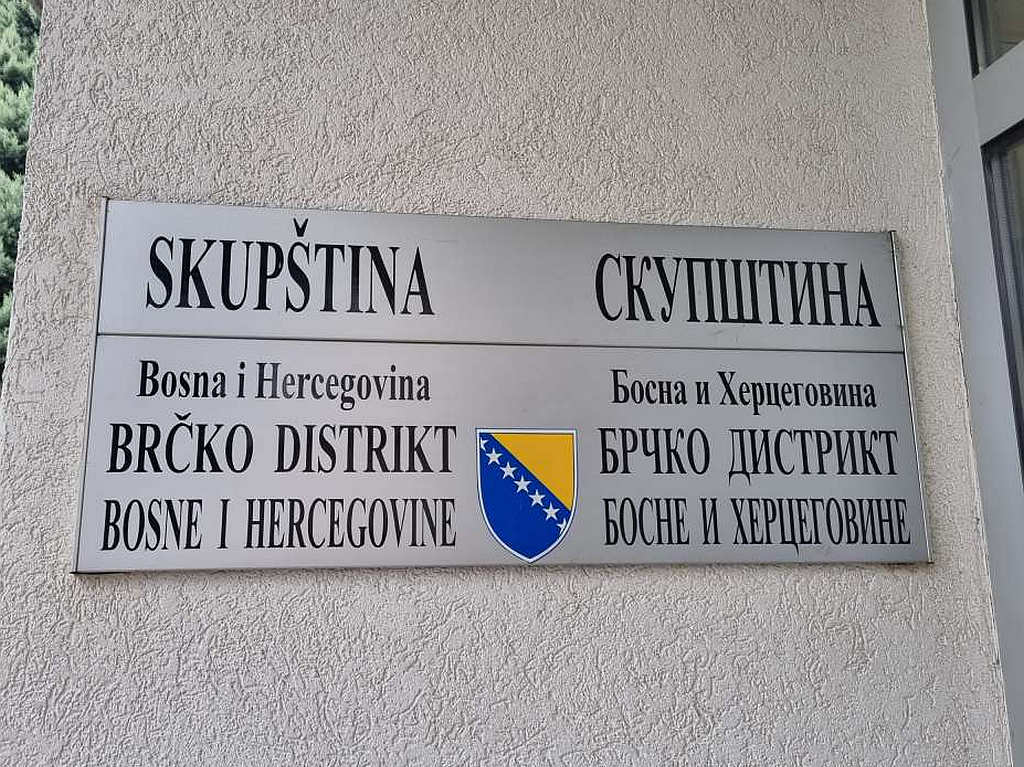 SKUPŠTINA
СКУПШТИНА
Bosna i Hercegovina
BRČKO DISTRIKT
BOSNE I HERCEGOVINE
Босна и Херцеговина
БРЧКО ДИСТРИКТ
БОСНЕ И ХЕРЦЕГОВИНЕ